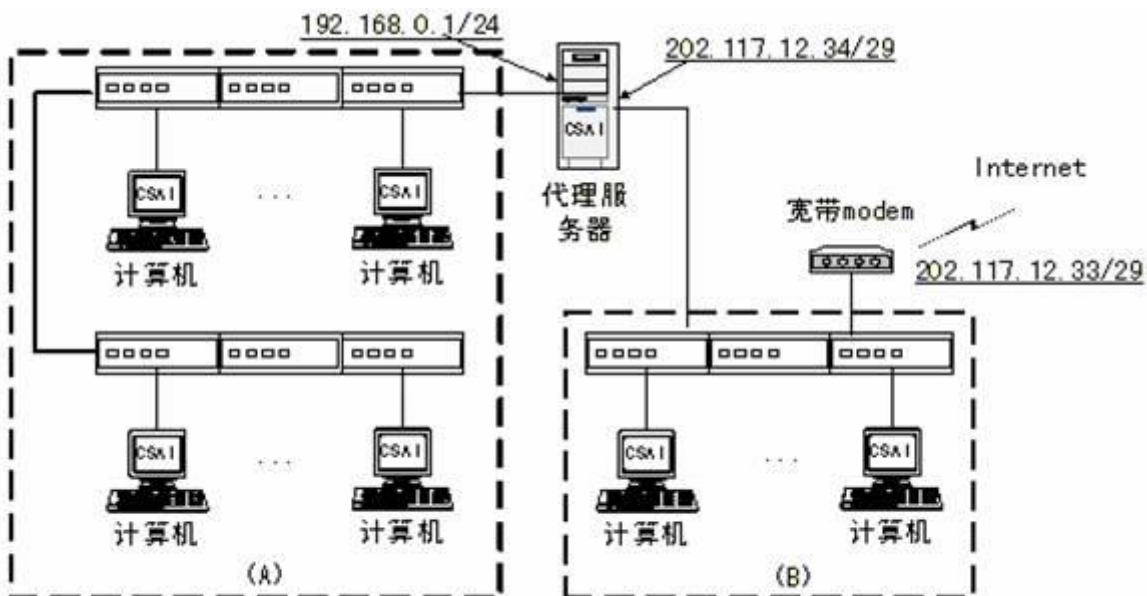 192.168.0.1/24
202.117.12.34/29
CSAI
代理服
务器
Internet
宽带modem
202.117.12.33/29
CSAI
...
CSAI
计算机
计算机
CSAI
...
CSAI
计算机
计算机
(A)
CSAI
...
CSAI
计算机
计算机
(B)